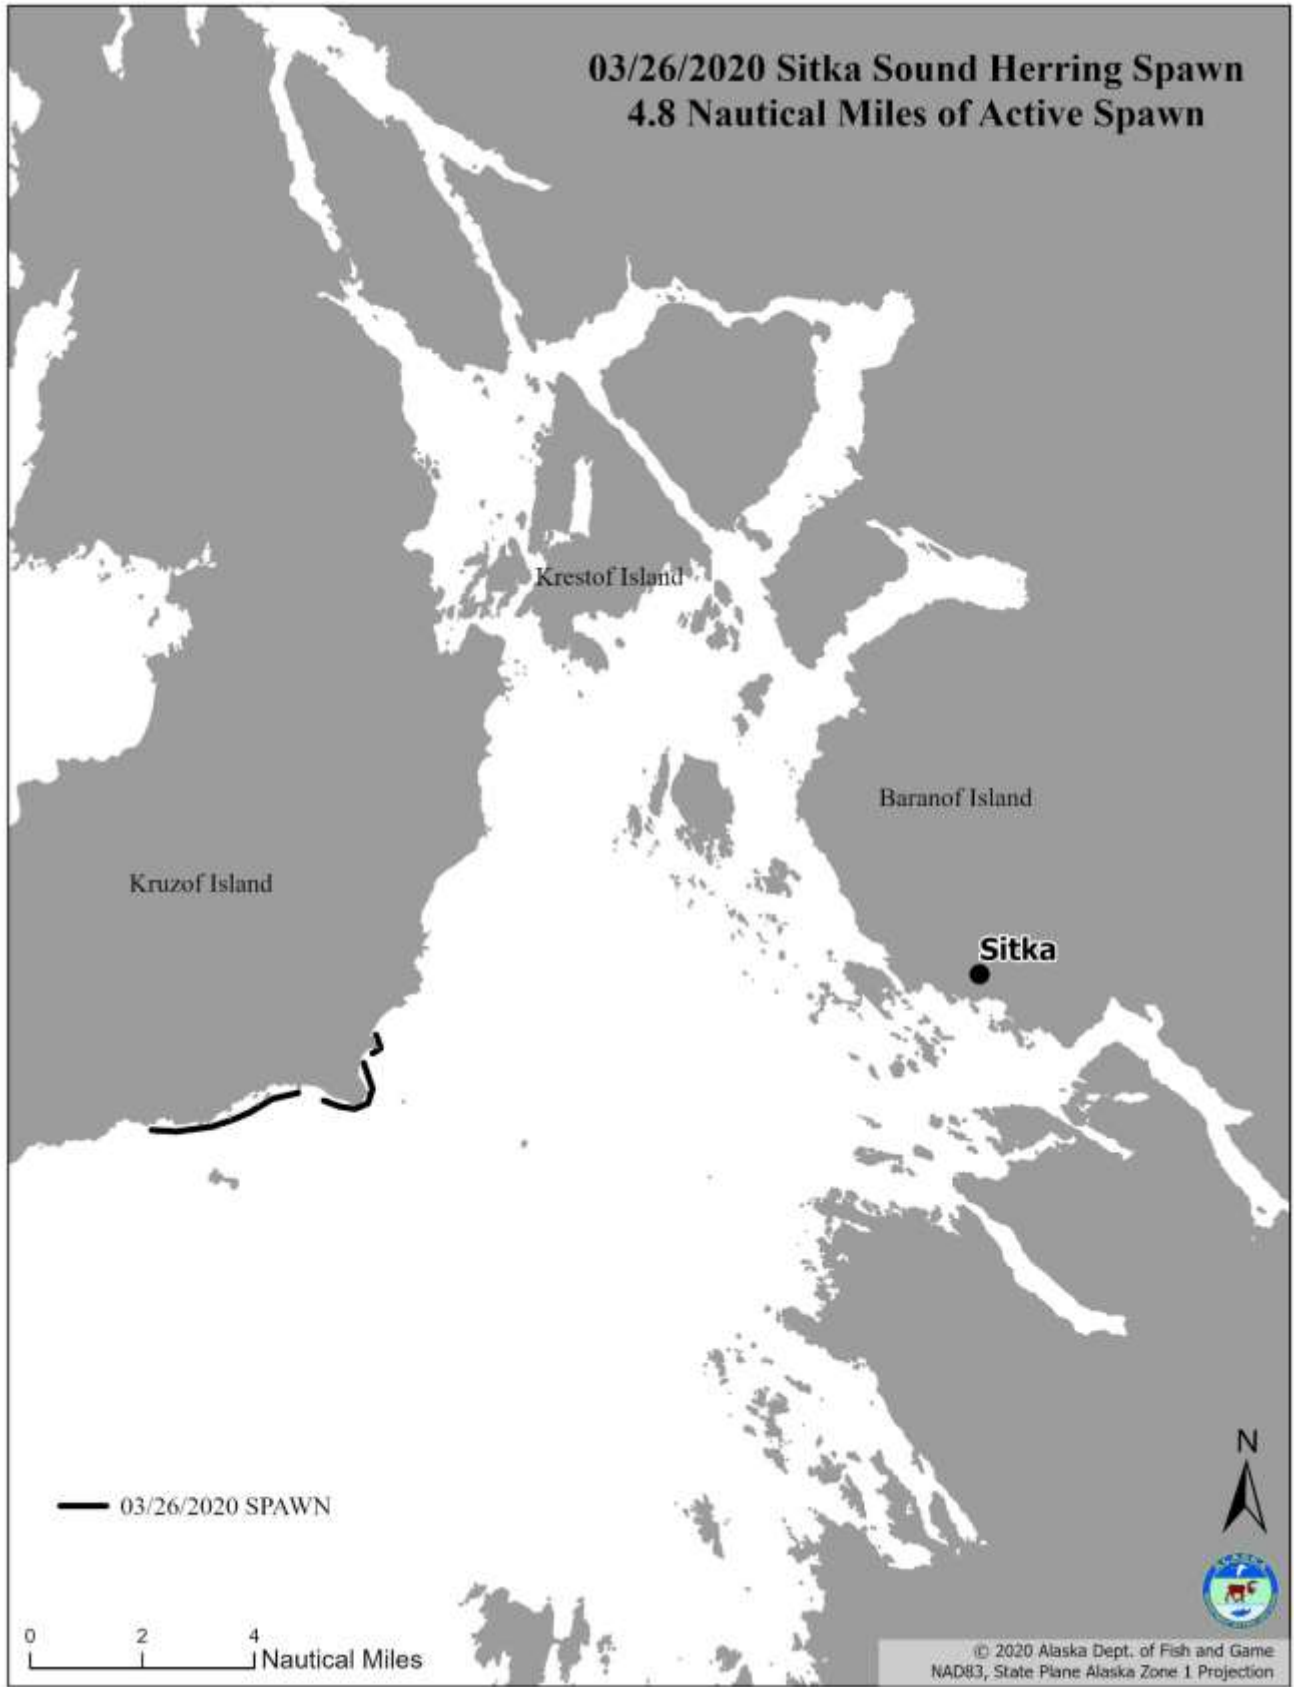 03/26/2020 Sitka Sound Herring Spawn
4.8 Nautical Miles of Active Spawn
Krestof Island
Baranof Island
Kruzof Island
Sitka
N
03/26/2020 SPAWN
ALASKA
0 2 4
Nautical Miles
© 2020 Alaska Dept. of Fish and Game
NAD83, State Plane Alaska Zone 1 Projection